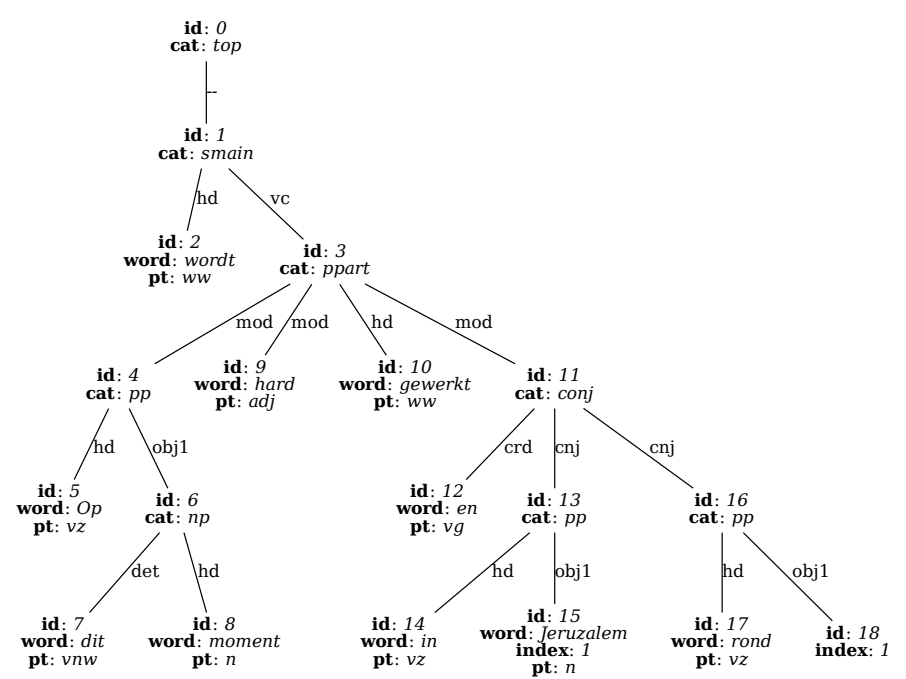 id: 0
cat: top
--
id: 1
cat: smain
hd
vc
id: 2
word: wordt
pt: ww
id: 3
cat: ppart
mod
mod
hd
mod
id: 4
cat: pp
id: 9
word: hard
pt: adj
id: 10
word: gewerkt
pt: ww
id: 11
cat: conj
hd
obj1
crd
cnj
cnj
id: 5
word: Op
pt: vz
id: 6
cat: np
id: 12
word: en
pt: vg
id: 13
cat: pp
id: 16
cat: pp
det
hd
hd
obj1
hd
obj1
id: 7
word: dit
pt: vnw
id: 8
word: moment
pt: n
id: 14
word: in
pt: vz
id: 15
word: Jeruzalem
index: 1
pt: n
id: 17
word: rond
pt: vz
id: 18
index: 1